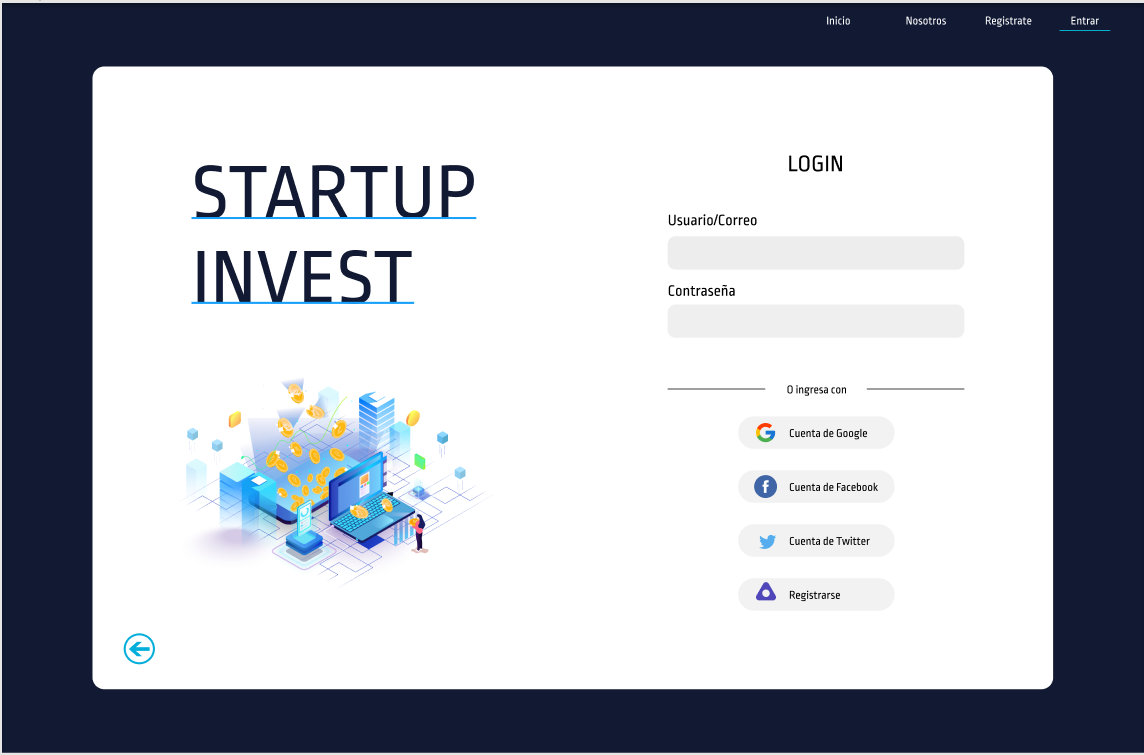 Inicio
Nosotros
Registrate
Entrar
STARTUP
INVEST
LOGIN
Usuario/Correo
Contraseña
O ingresa con
Cuenta de Google
Cuenta de Facebook
Cuenta de Twitter
Registrarse